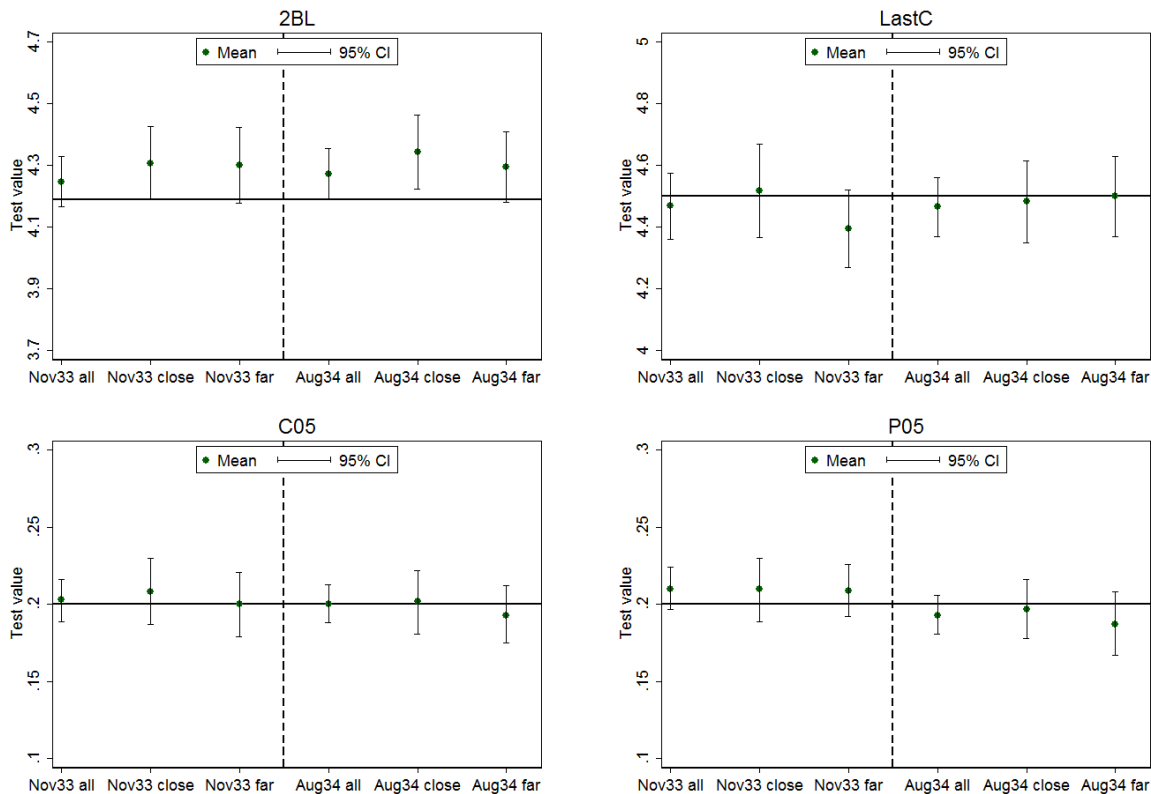 2BL
Mean 95% CI
Test value
4.7
4.5
4.3
4.1
3.9
3.7
Nov33 all Nov33 close Nov33 far Aug34 all Aug34 close Aug34 far
LastC
Mean 95% CI
Test value
5
4.8
4.6
4.4
4.2
4
Nov33 all Nov33 close Nov33 far Aug34 all Aug34 close Aug34 far
C05
Mean 95% CI
Test value
.3
.25
.2
.15
.1
Nov33 all Nov33 close Nov33 far Aug34 all Aug34 close Aug34 far
P05
Mean 95% CI
Test value
.3
.25
.2
.15
.1
Nov33 all Nov33 close Nov33 far Aug34 all Aug34 close Aug34 far